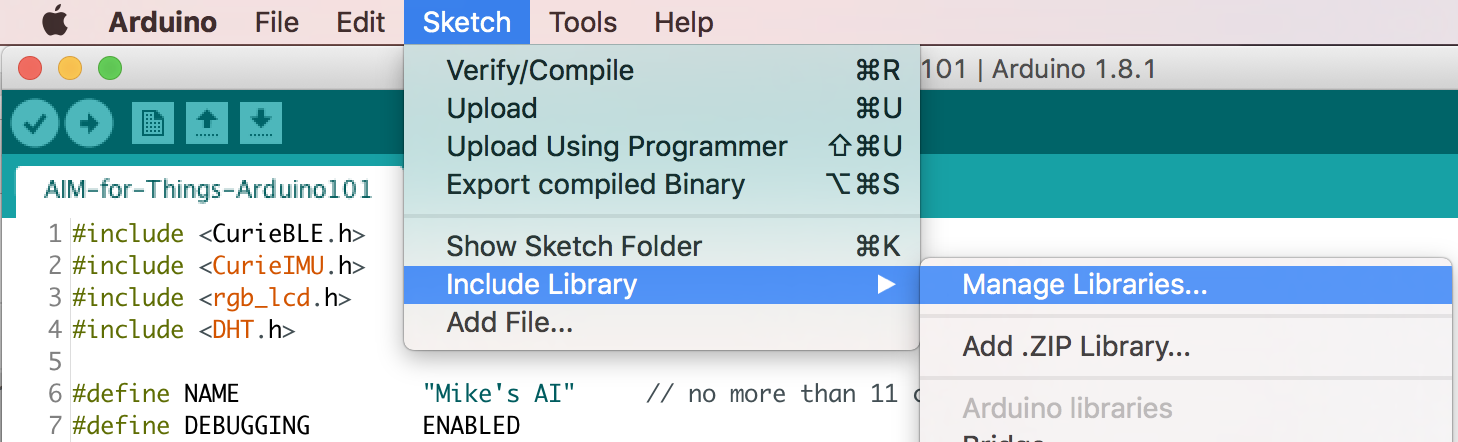 Arduino File Edit Sketch Tools Help
101 | Arduino 1.8.1
Verify/Compile ⌘R
Upload ⌘U
Upload Using Programmer ⇧⌘U
Export compiled Binary ⌥⌘S
Show Sketch Folder ⌘K
Include Library ▶
Add File...
Manage Libraries...
Add .ZIP Library...
Arduino libraries
Bridge
AIM-for-Things-Arduino101
1 #include <CurieBLE.h>
2 #include <CurieIMU.h>
3 #include <rgb_lcd.h>
4 #include <DHT.h>
5
6 #define NAME "Mike's AI" // no more than 11
7 #define DEBUGGING ENABLED